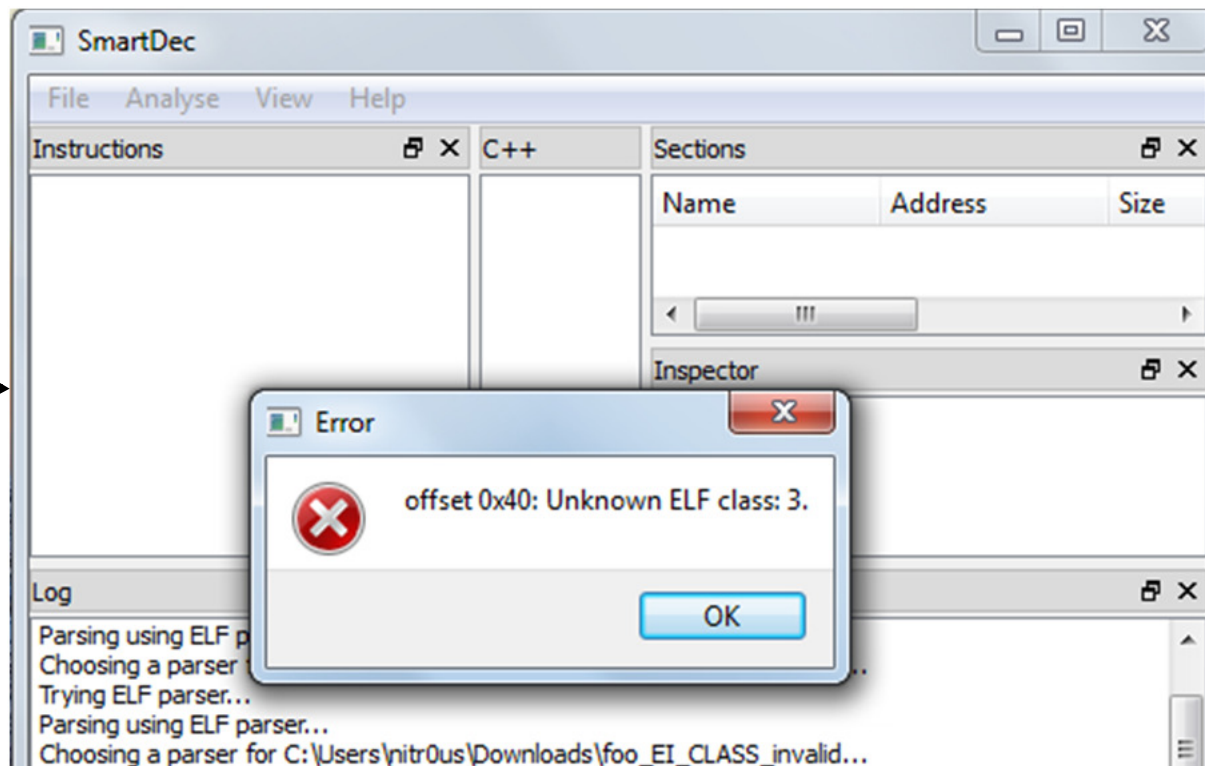 SmartDec
File Analyse View Help
Instructions
C++
Sections
Name Address Size
Inspector
Error
offset 0x40: Unknown ELF class: 3.
OK
Log
Parsing using ELF p
Choosing a parser
Trying ELF parser...
Parsing using ELF parser...
Choosing a parser for C:\Users\nitr0us\Downloads\foo_EI_CLASS_invalid...